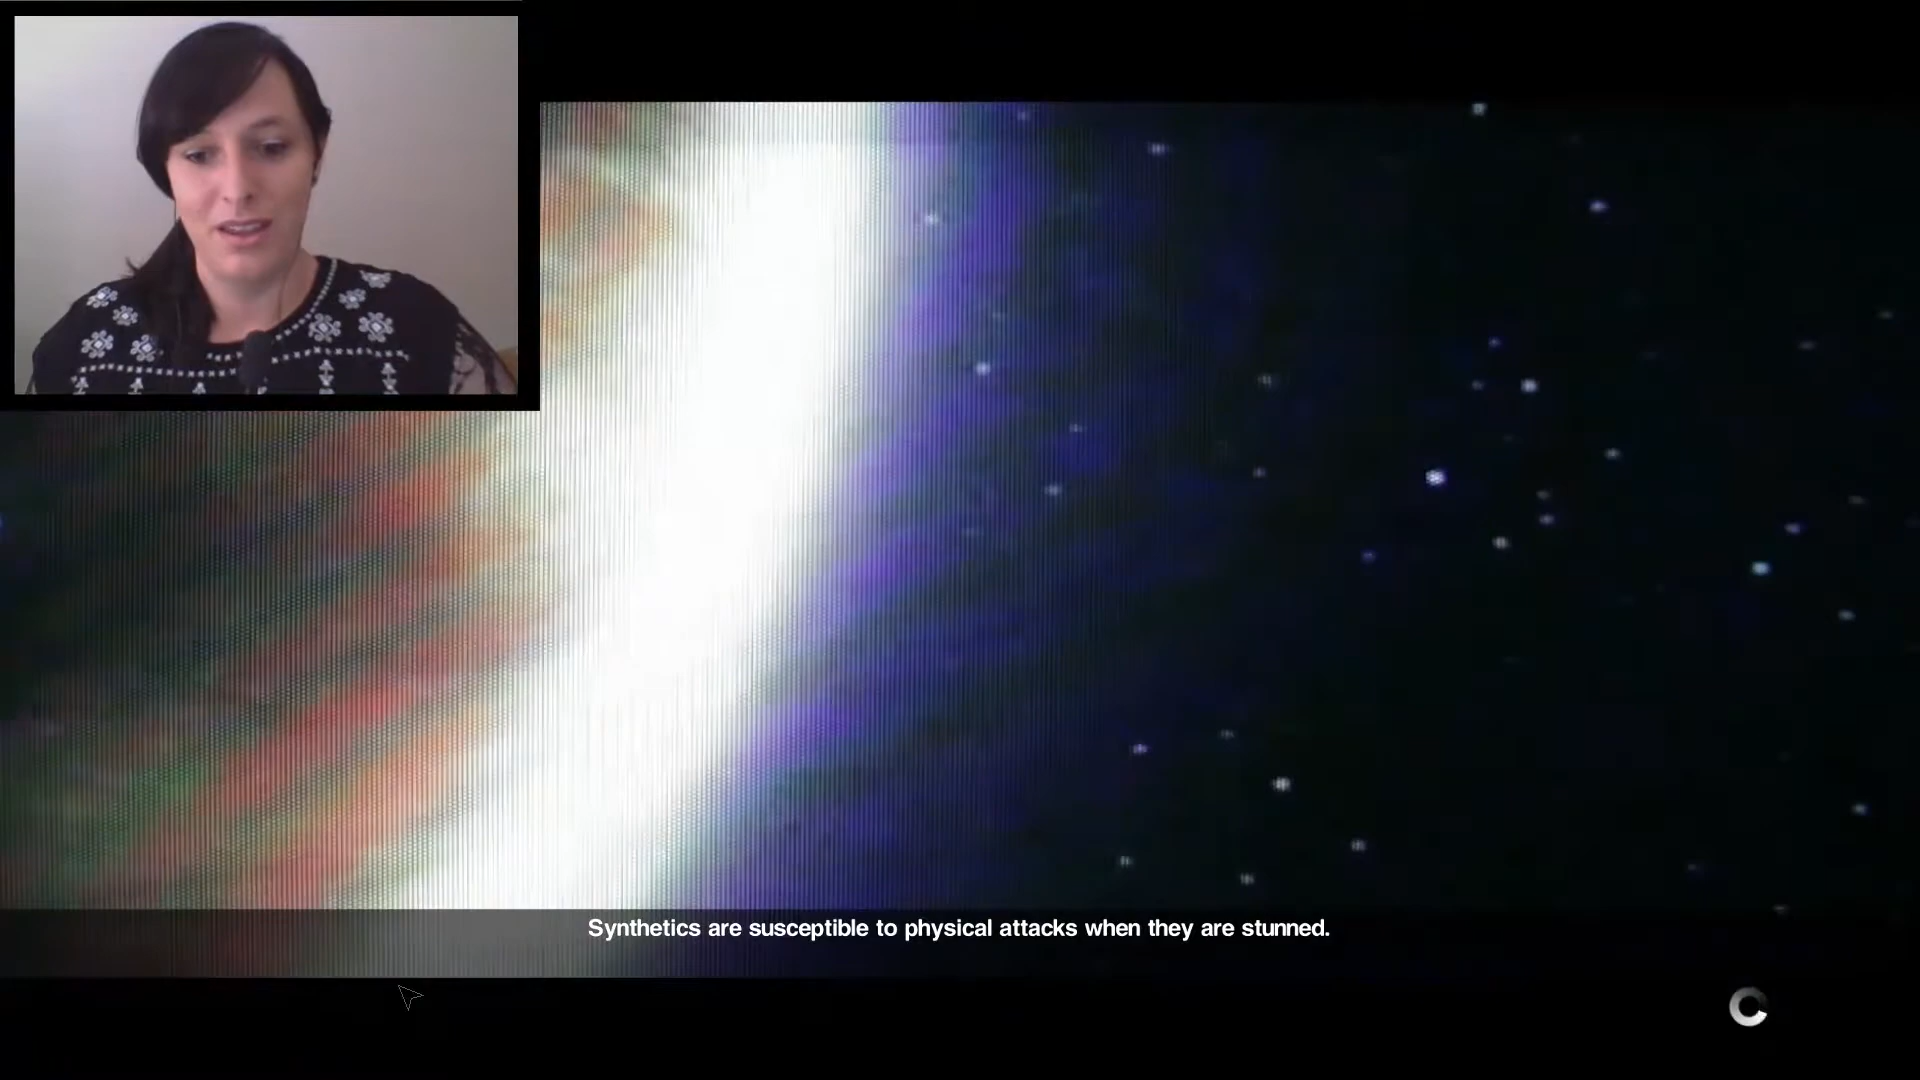 Synthetics are susceptible to physical attacks when they are stunned.